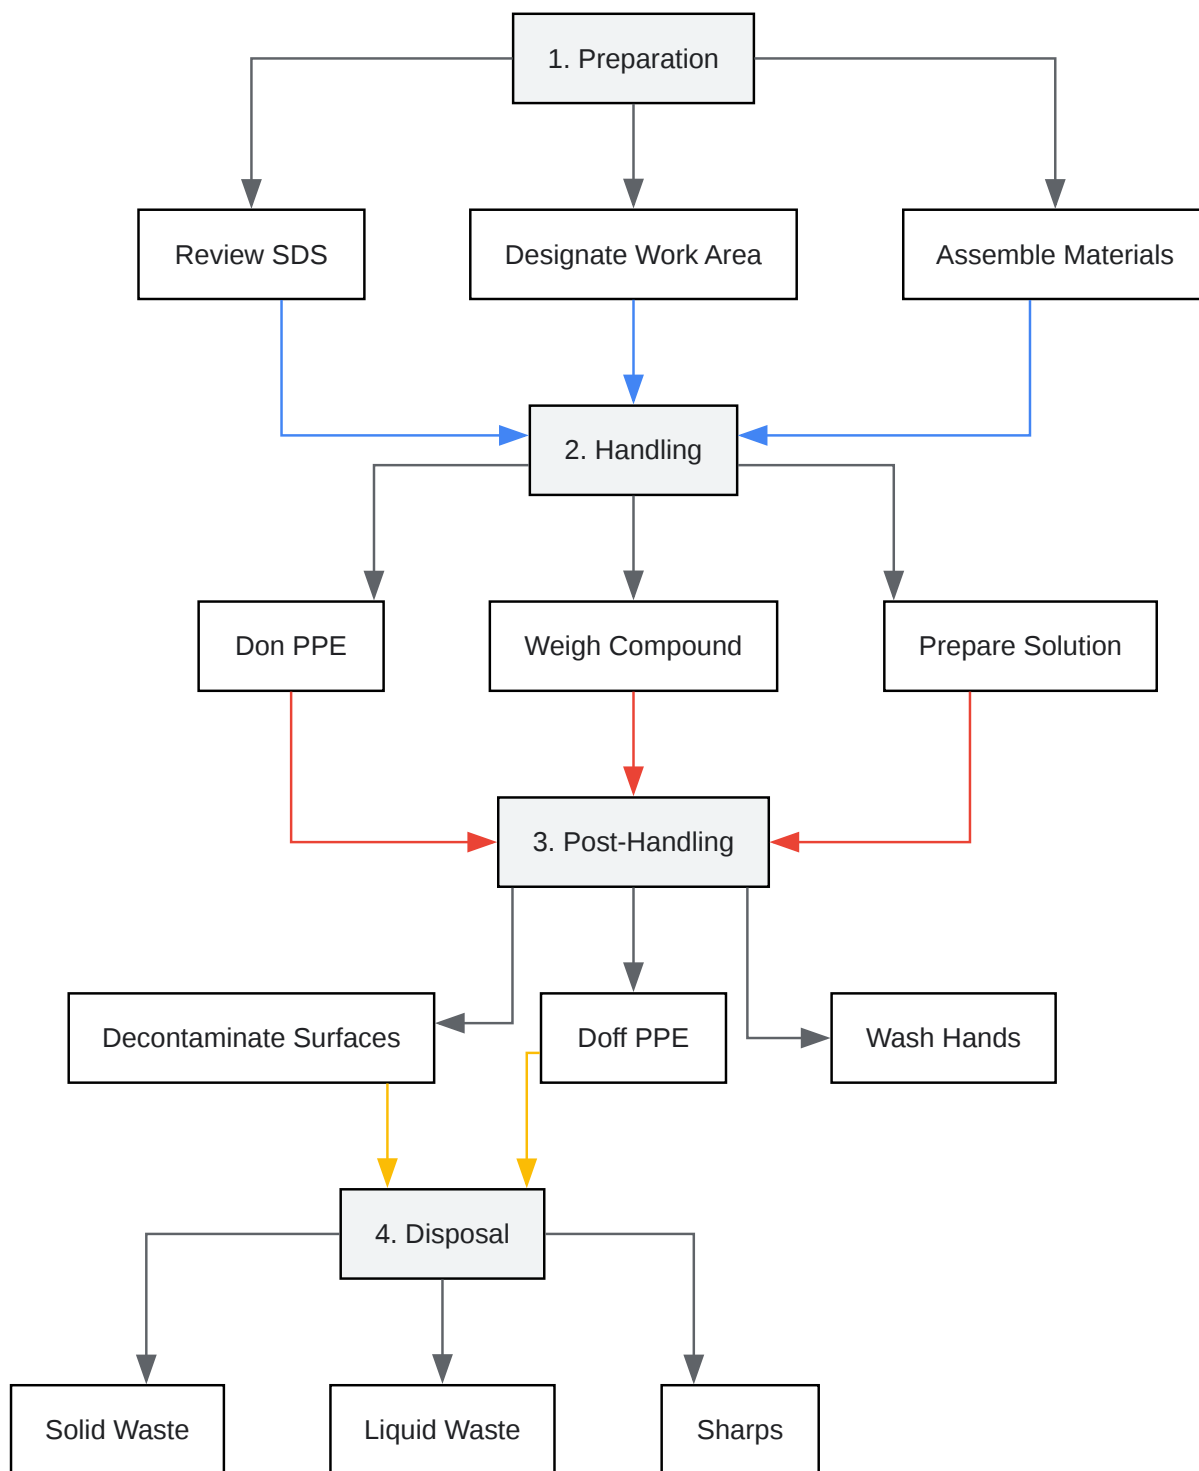 1. Preparation
Review SDS
Designate Work Area
Assemble Materials
2. Handling
Don PPE
Weigh Compound
Prepare Solution
3. Post-Handling
Decontaminate Surfaces
Doff PPE
Wash Hands
4. Disposal
Solid Waste
Liquid Waste
Sharps